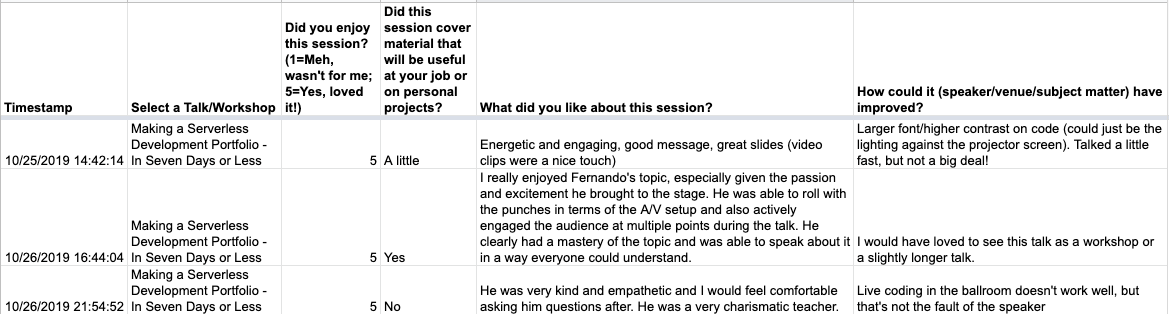 Timestamp
Select a Talk/Workshop
Did you enjoy
this session?
(1=Meh,
wasn't for me;
5=Yes, loved
it!)
Did this
session cover
material that
will be useful
at your job or
on personal
projects?
What did you like about this session?
How could it (speaker/venue/subject matter) have
improved?
10/25/2019 14:42:14
Making a Serverless
Development Portfolio -
In Seven Days or Less
5
A little
Energetic and engaging, good message, great slides (video
clips were a nice touch)
Larger font/higher contrast on code (could just be the
lighting against the projector screen). Talked a little
fast, but not a big deal!
10/26/2019 16:44:04
Making a Serverless
Development Portfolio -
In Seven Days or Less
5
Yes
I really enjoyed Fernando's topic, especially given the passion
and excitement he brought to the stage. He was able to roll with
the punches in terms of the A/V setup and also actively
engaged the audience at multiple points during the talk. He
clearly had a mastery of the topic and was able to speak about it
in a way everyone could understand.
I would have loved to see this talk as a workshop or
a slightly longer talk.
10/26/2019 21:54:52
Making a Serverless
Development Portfolio -
In Seven Days or Less
5
No
He was very kind and empathetic and I would feel comfortable
asking him questions after. He was a very charismatic teacher.
Live coding in the ballroom doesn't work well, but
that's not the fault of the speaker